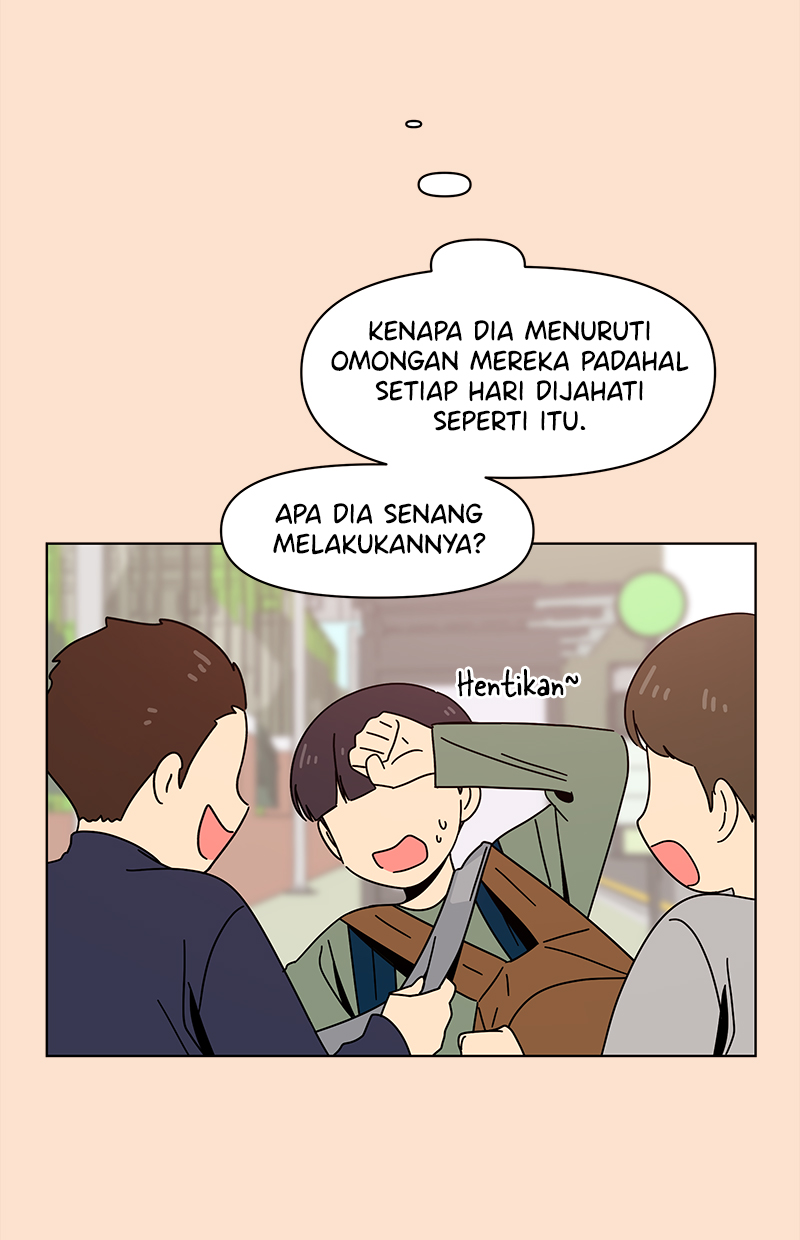 KENAPA DIA MENURUTI
OMONGAN MEREKA PADAHAL
SETIAP HARI DIJAHATI
SEPERTI ITU.
APA DIA SENANG
MELAKUKANNYA?
Hentikan~